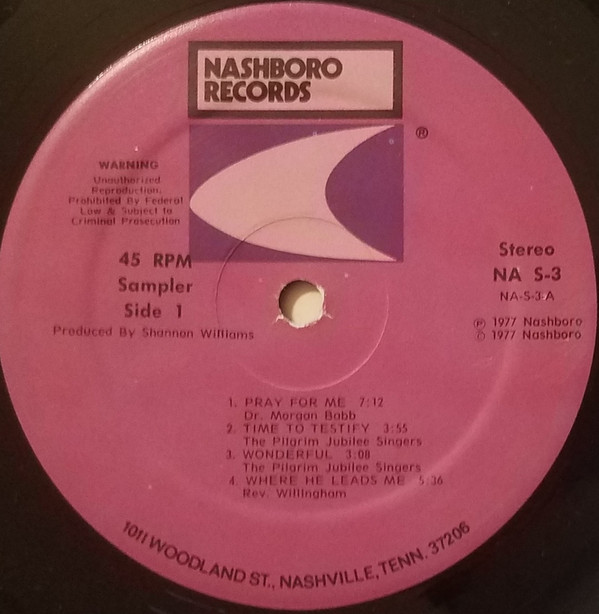 NASHBORO
RECORDS
®
WARNING
Unauthorized
Reproduction,
Prohibited By Federal
Law & Subject to
Criminal Prosecution
45 RPM
Sampler
Side 1
Produced By Shannon Williams
Stereo
NA S-3
NA-S-3-A
℗ 1977 Nashboro
© 1977 Nashboro
1. PRAY FOR ME 7:12
Dr. Morgan Babb
2. TIME TO TESTIFY 3:55
The Pilgrim Jubilee Singers
3. WONDERFUL 3:08
The Pilgrim Jubilee Singers
4. WHERE HE LEADS ME 5:36
Rev. Willingham
1011 WOODLAND ST., NASHVILLE, TENN. 37206